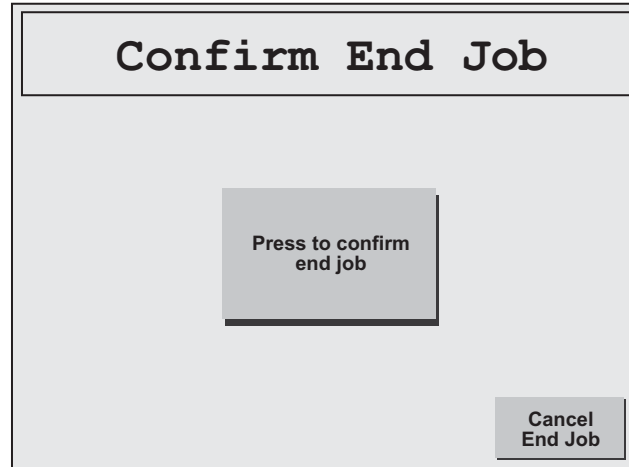 Confirm End Job
Press to confirm
end job
Cancel
End Job